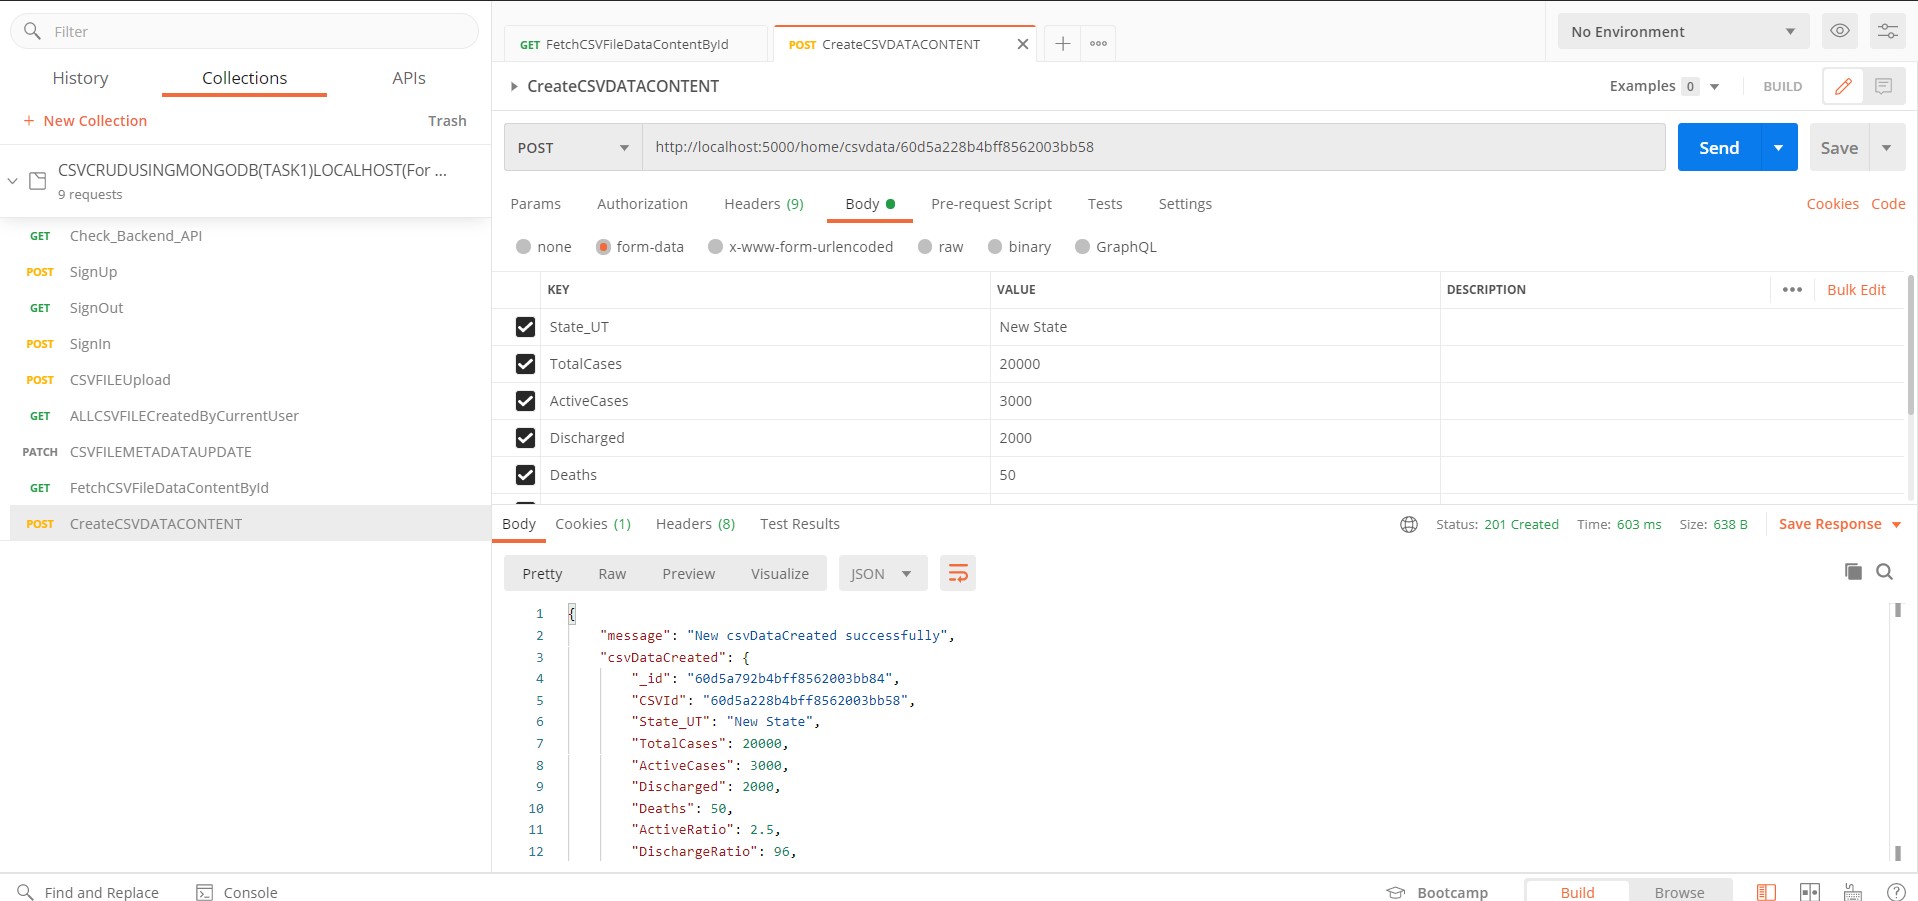 Filter
History Collections APIs
+ New Collection Trash
CSVCRUDUSINGMONGODB(TASK1)LOCALHOST(For ...
9 requests
GET Check_Backend_API
POST SignUp
GET SignOut
POST SignIn
POST CSVFILEUpload
GET ALLCSVFILECreatedByCurrentUser
PATCH CSVFILEMETADATAUPDATE
GET FetchCSVFileDataContentById
POST CreateCSVDATACONTENT
GET FetchCSVFileDataContentById POST CreateCSVDATACONTENT No Environment
CreateCSVDATACONTENT Examples 0 BUILD
POST http://localhost:5000/home/csvdata/60d5a228b4bff8562003bb58 Send Save
Params Authorization Headers (9) Body Pre-request Script Tests Settings Cookies Code
none form-data x-www-form-urlencoded raw binary GraphQL
KEY VALUE DESCRIPTION Bulk Edit
State_UT New State
TotalCases 20000
ActiveCases 3000
Discharged 2000
Deaths 50
Body Cookies (1) Headers (8) Test Results Status: 201 Created Time: 603 ms Size: 638 B Save Response
Pretty Raw Preview Visualize JSON
1 {
2 "message": "New csvDataCreated successfully",
3 "csvDataCreated": {
4 "_id": "60d5a792b4bff8562003bb84",
5 "CSVId": "60d5a228b4bff8562003bb58",
6 "State_UT": "New State",
7 "TotalCases": 20000,
8 "ActiveCases": 3000,
9 "Discharged": 2000,
10 "Deaths": 50,
11 "ActiveRatio": 2.5,
12 "DischargeRatio": 96,
Find and Replace Console Bootcamp Build Browse